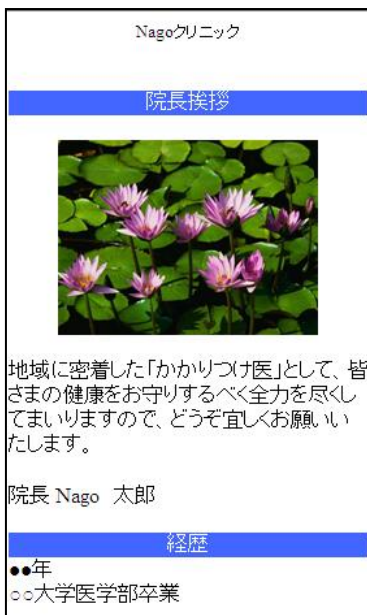 Nagoクリニック
院長挨拶
地域に密着した「かかりつけ医」として、皆
さまの健康をお守りするべく全力を尽くし
てまいりますので、どうぞ宜しくお願いい
たします。
院長 Nago 太郎
経歴
●●年
○○大学医学部卒業